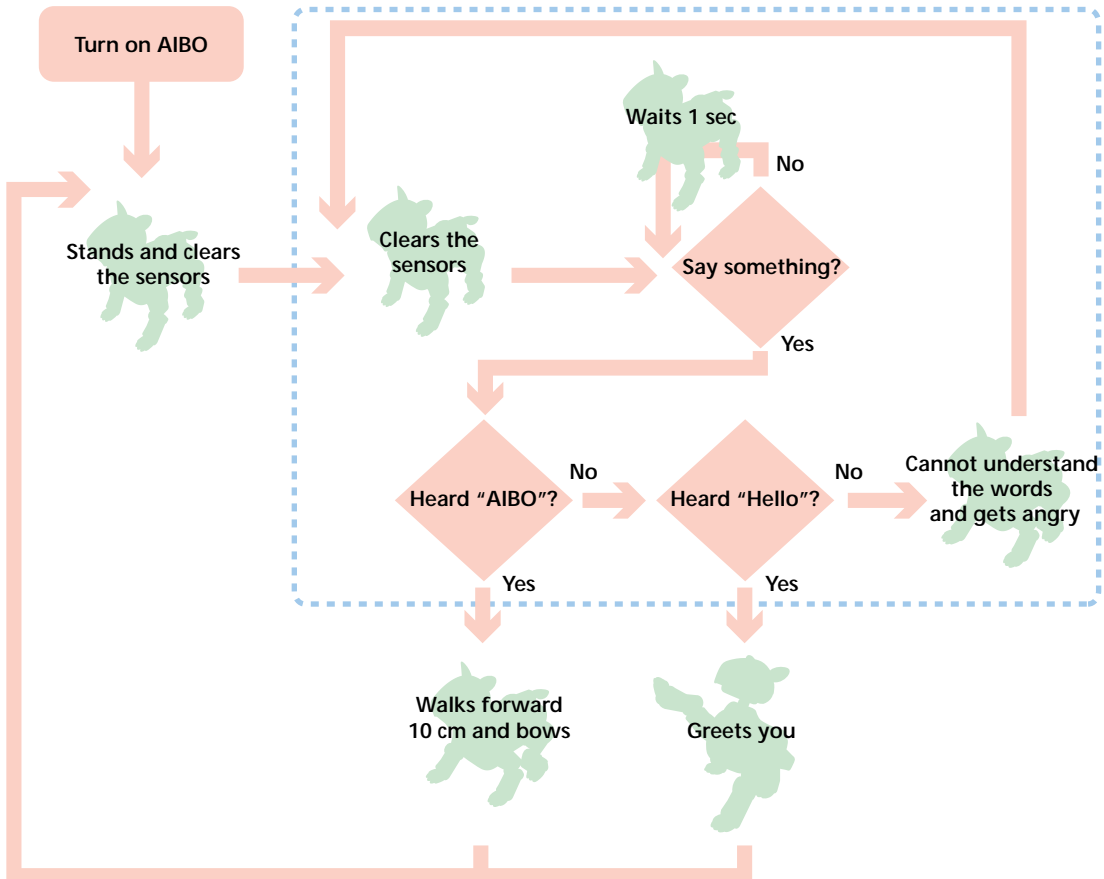 Turn on AIBO
Waits 1 sec
No
Stands and clears
the sensors
Clears the
sensors
Say something?
Yes
Heard “AIBO”?
No
Heard “Hello”?
No
Cannot understand
the words
and gets angry
Yes
Yes
Walks forward
10 cm and bows
Greets you